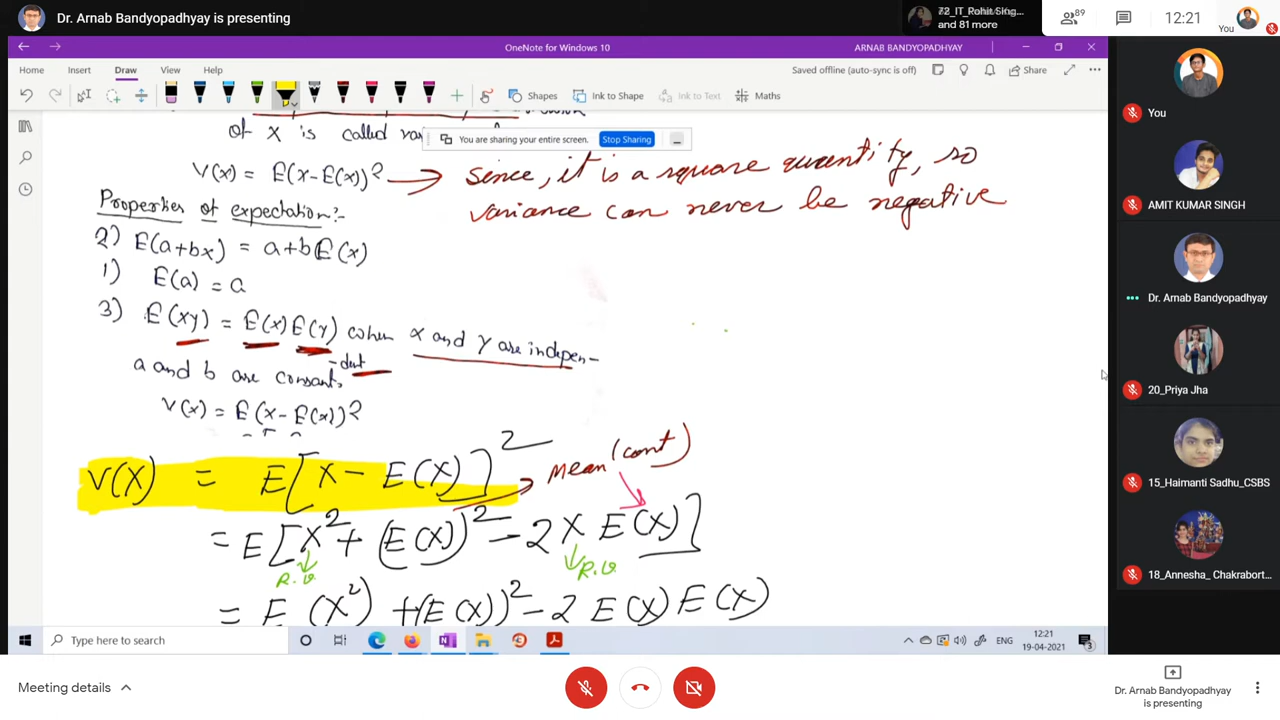 Dr. Arnab Bandyopadhyay is presenting
72_IT_Rohit Sing...
and 81 more
89
12:21
You
OneNote for Windows 10
ARNAB BANDYOPADHYAY
Home Insert Draw View Help
Saved offline (auto-sync is off)
Share
Shapes
Ink to Shape
Ink to Text
Maths
of X is called
You are sharing your entire screen.
Stop Sharing
V(x) = E(x-E(x))² → since, it is a square quantity, so
variance can never be negative
Properties of expectation:-
2) E(a+bx) = a+bE(x)
1) E(a) = a
3) E(xy) = E(x)E(y) when x and y are indepen-
-dent
a and b are consant.
V(x) = E(x-E(x))²
V(X) = E[X-E(X)]²
Mean (cont)
= E[X²+(E(X))²-2XE(X)]
R.V
R.V
= E(X²)+(E(X))²-2E(X)E(X)
Type here to search
ENG
12:21
19-04-2021
3
You
AMIT KUMAR SINGH
Dr. Arnab Bandyopadhyay
20_Priya Jha
15_Haimanti Sadhu_CSBS
18_Annesha_ Chakrabort...
Meeting details
Dr. Arnab Bandyopadhyay
is presenting